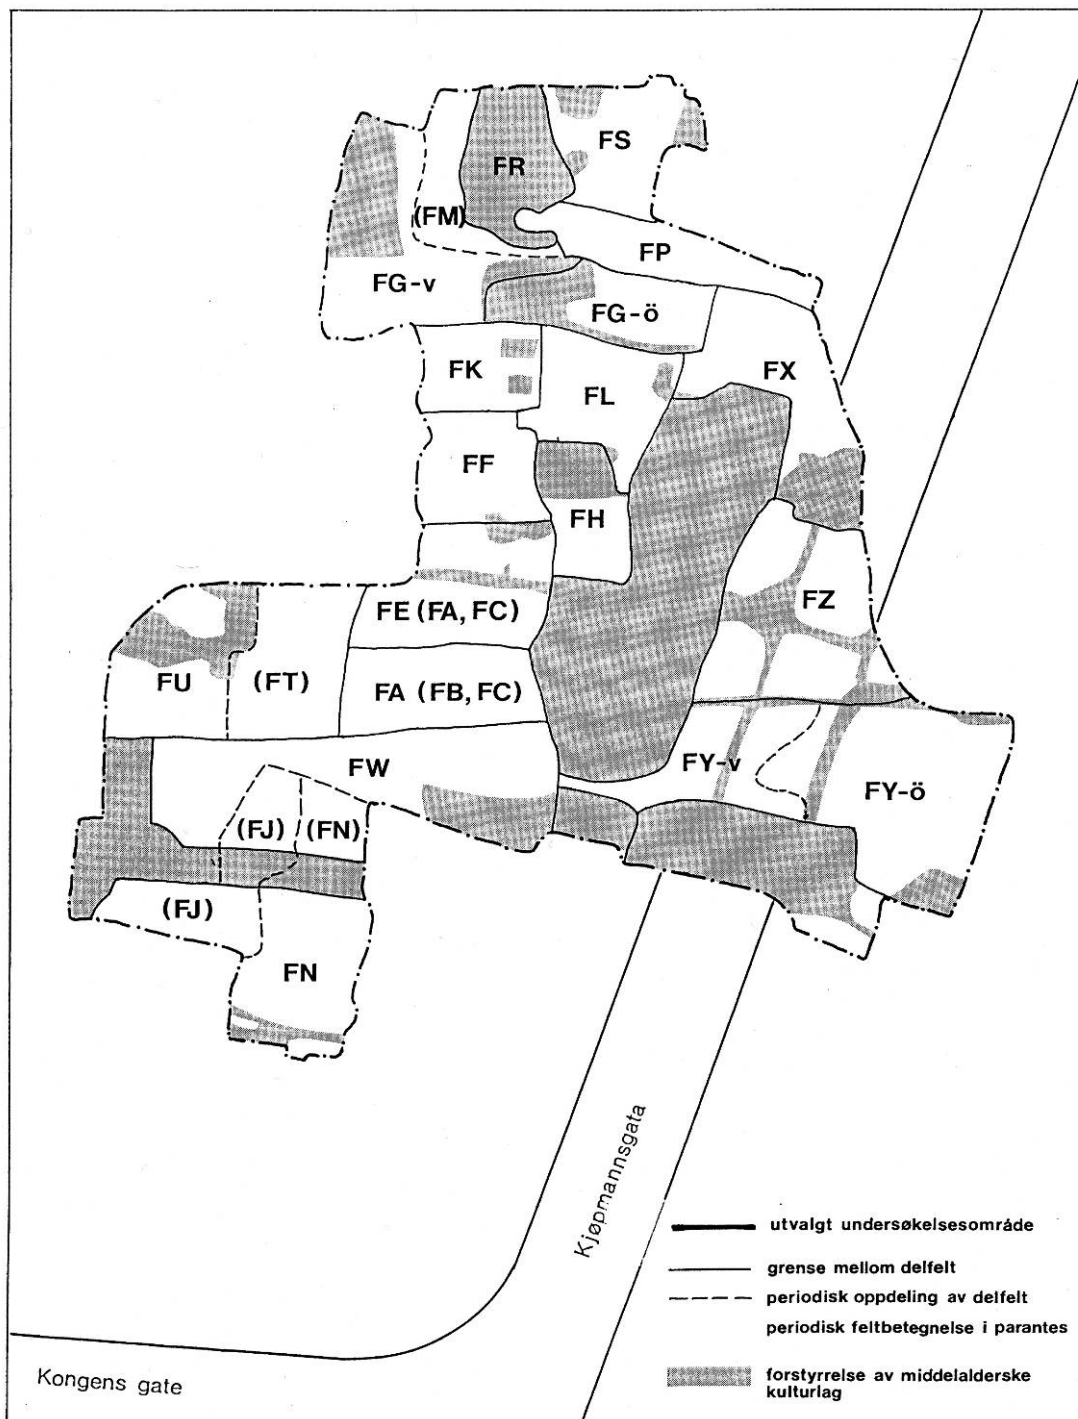 FS
FR
(FM)
FP
FG-v
FG-ö
FK
FX
FL
FF
FH
FE (FA, FC)
FZ
FU
(FT)
FA (FB, FC)
FW
FY-v
FY-ö
(FJ)
(FN)
(FJ)
FN
Kjøpmannsgata
Kongens gate
utvalgt undersøkelsesområde
grense mellom delfelt
periodisk oppdeling av delfelt
periodisk feltbetegnelse i parantes
forstyrrelse av middelalderske
kulturlag